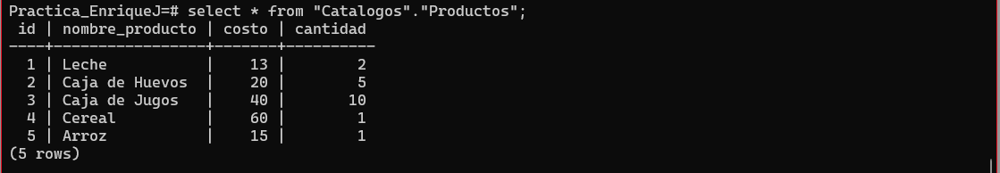 Practica_EnriqueJ=# select * from "Catalogos"."Productos";
 id | nombre_producto | costo | cantidad
----+-----------------+-------+----------
  1 | Leche           |    13 |        2
  2 | Caja de Huevos  |    20 |        5
  3 | Caja de Jugos   |    40 |       10
  4 | Cereal          |    60 |        1
  5 | Arroz           |    15 |        1
(5 rows)